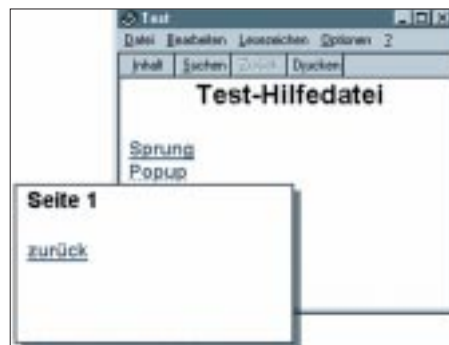 Test
Datei Bearbeiten Lesezeichen Optionen ?
Inhalt Suchen Zurück Drucken
Test-Hilfedatei
Sprung
Popup
Seite 1
zurück